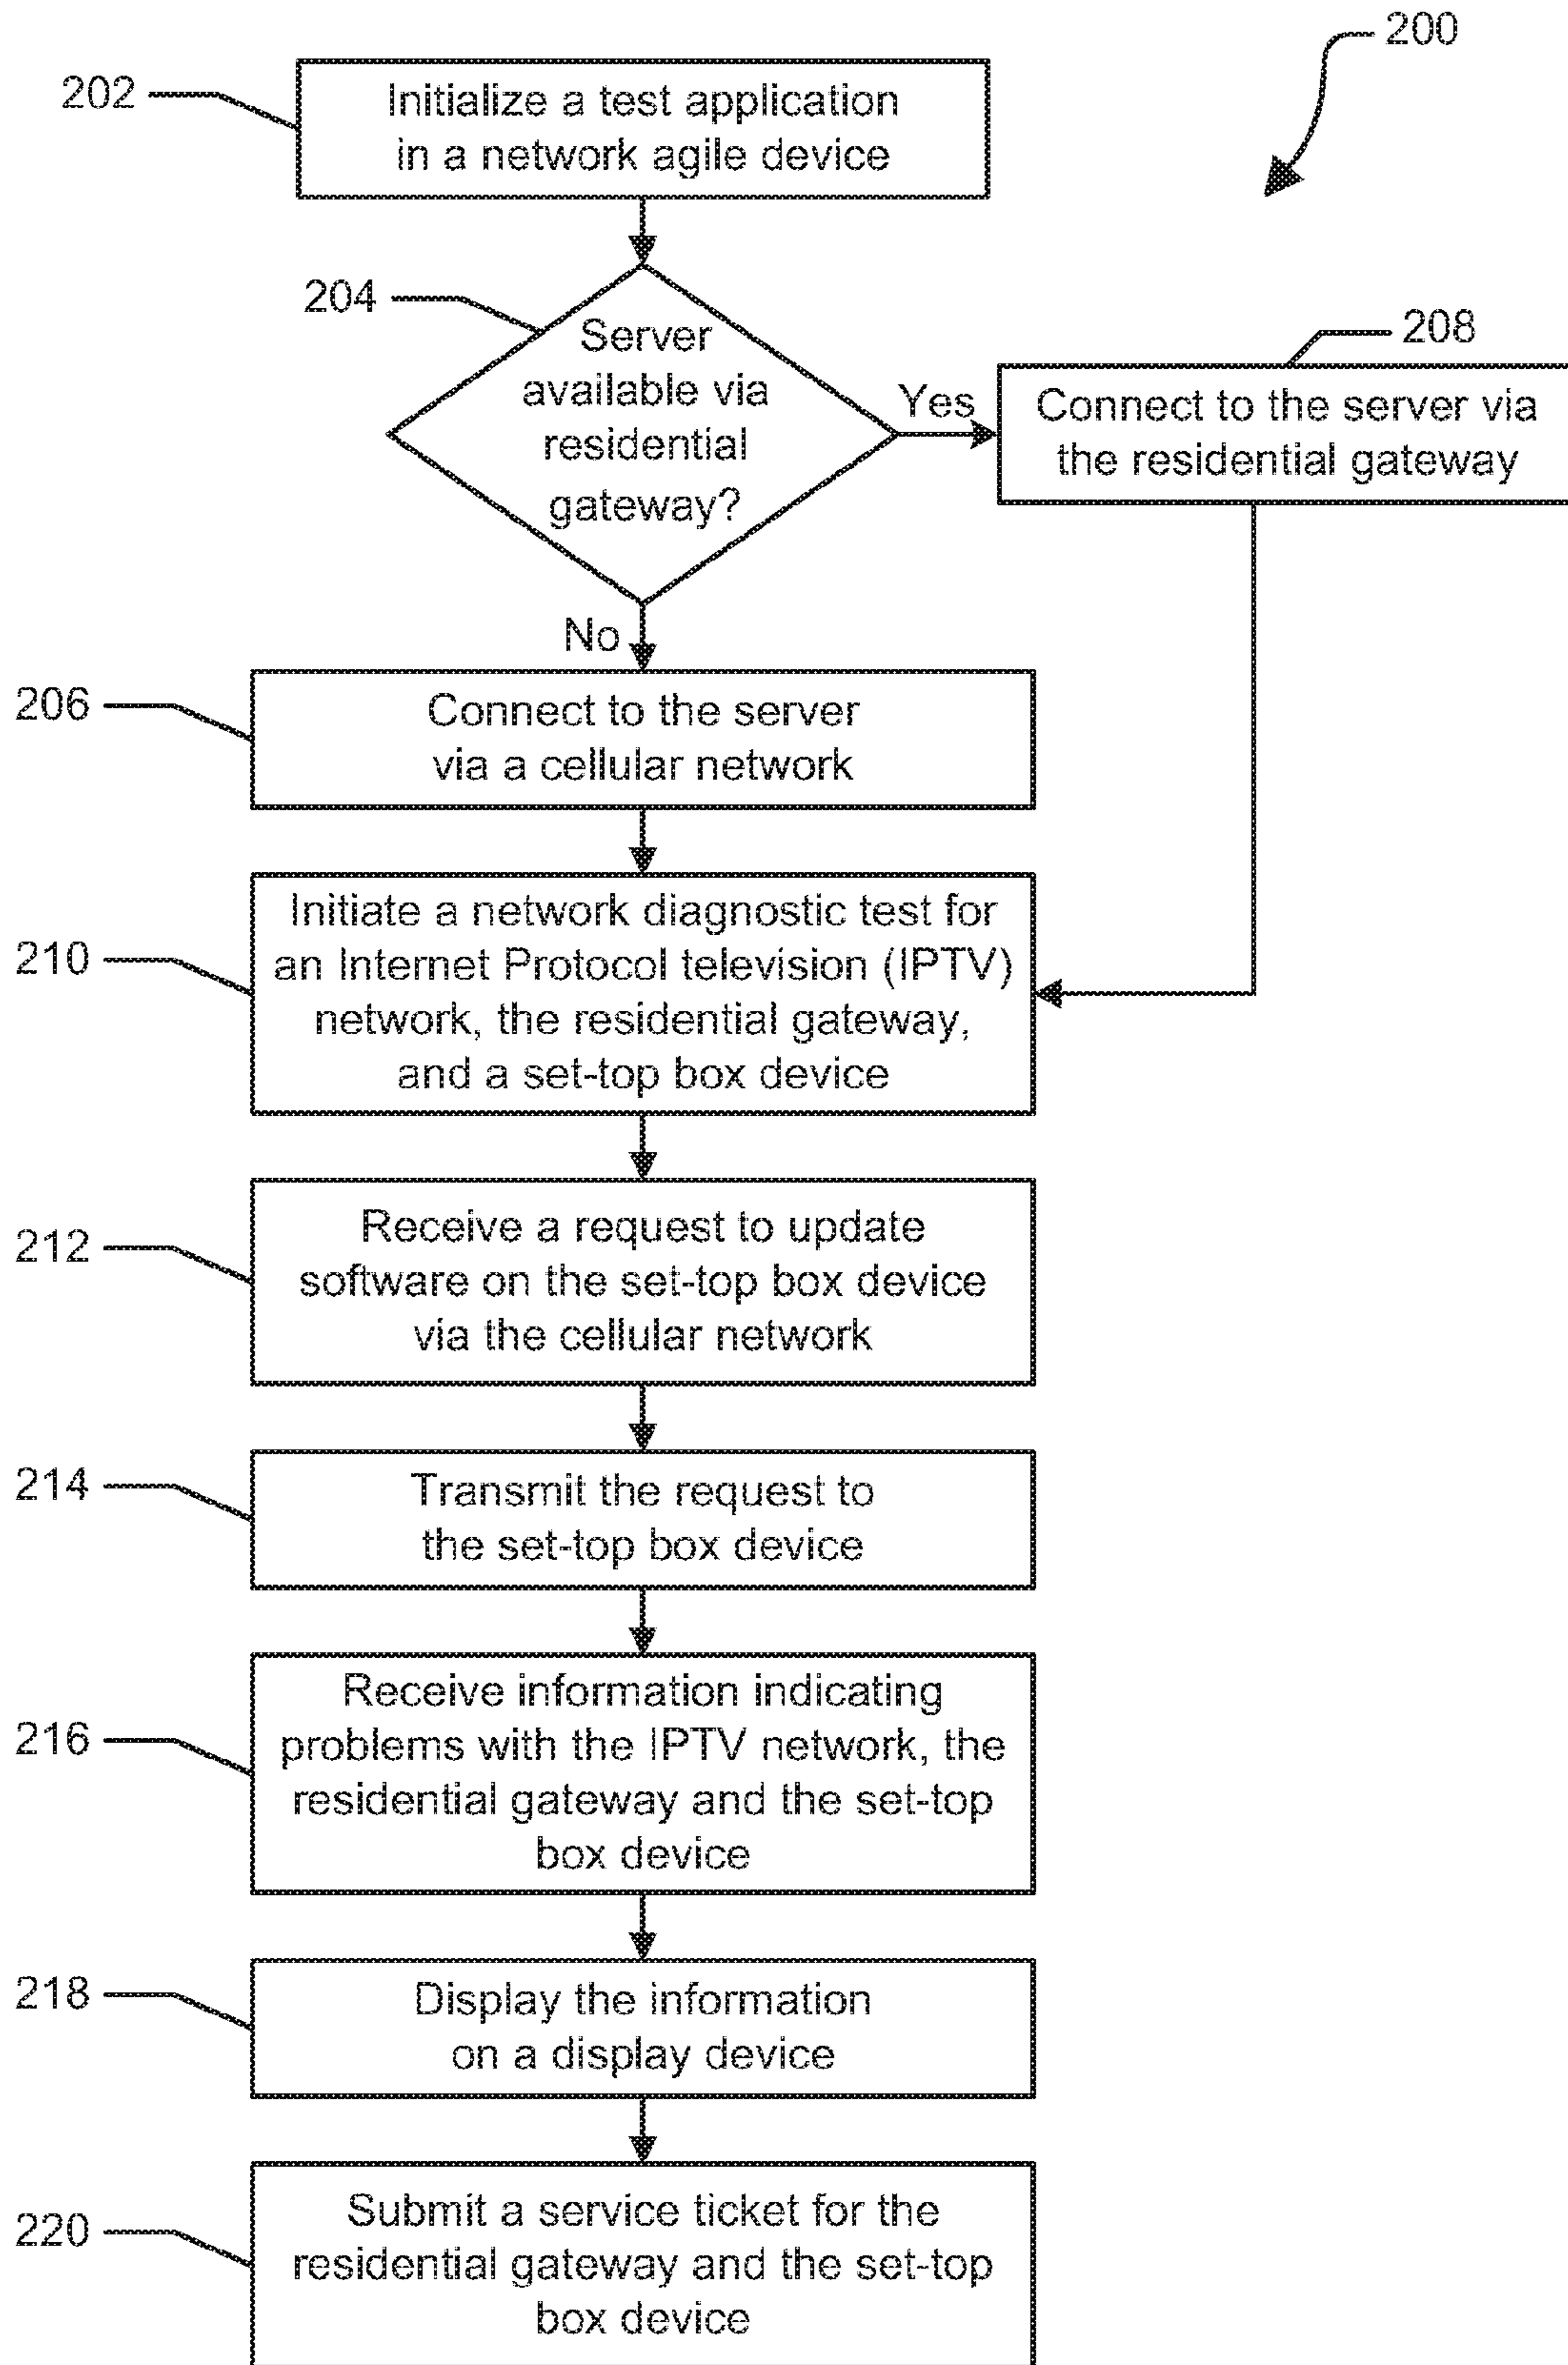 200
202
Initialize a test application
in a network agile device
204
Server
available via
residential
gateway?
Yes
208
Connect to the server via
the residential gateway
No
206
Connect to the server
via a cellular network
210
Initiate a network diagnostic test for
an Internet Protocol television (IPTV)
network, the residential gateway,
and a set-top box device
212
Receive a request to update
software on the set-top box device
via the cellular network
214
Transmit the request to
the set-top box device
216
Receive information indicating
problems with the IPTV network, the
residential gateway and the set-top
box device
218
Display the information
on a display device
220
Submit a service ticket for the
residential gateway and the set-top
box device